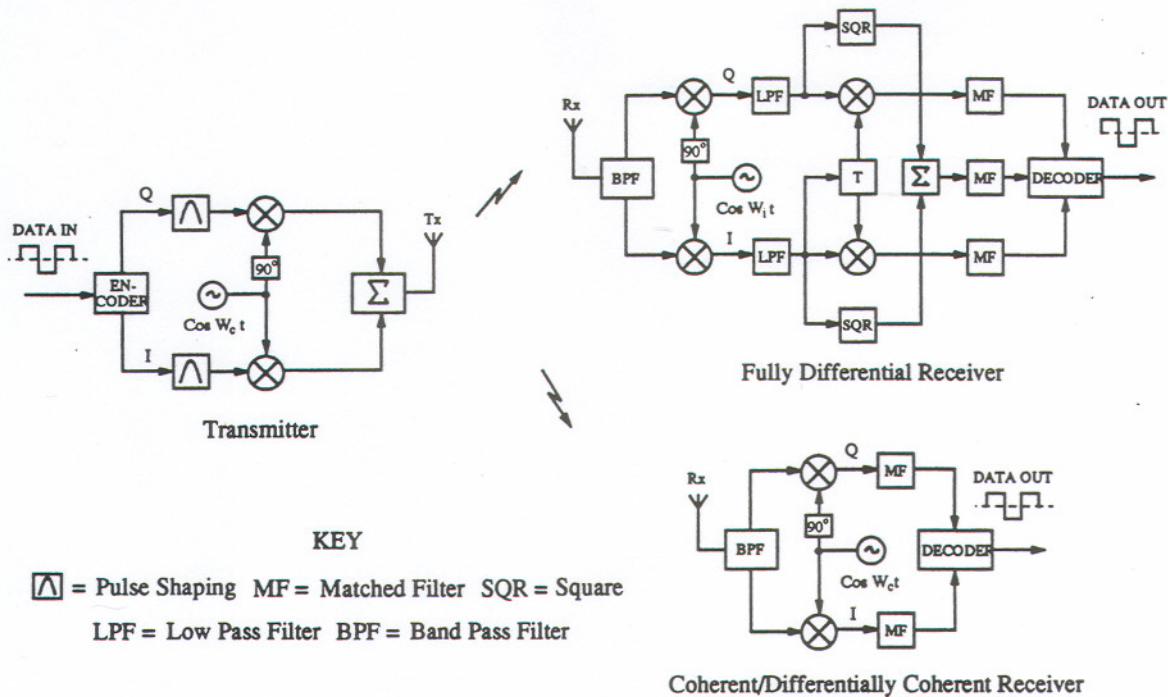 DATA IN
EN-
CODER
Q
I
90°
Cos W_c t
Σ
Tx
Transmitter
Rx
BPF
Q
I
90°
Cos W_i t
LPF
LPF
SQR
SQR
T
Σ
MF
MF
MF
DECODER
DATA OUT
Fully Differential Receiver
Rx
BPF
Q
I
90°
Cos W_c t
MF
MF
DECODER
DATA OUT
Coherent/Differentially Coherent Receiver
KEY
= Pulse Shaping MF = Matched Filter SQR = Square
LPF = Low Pass Filter BPF = Band Pass Filter